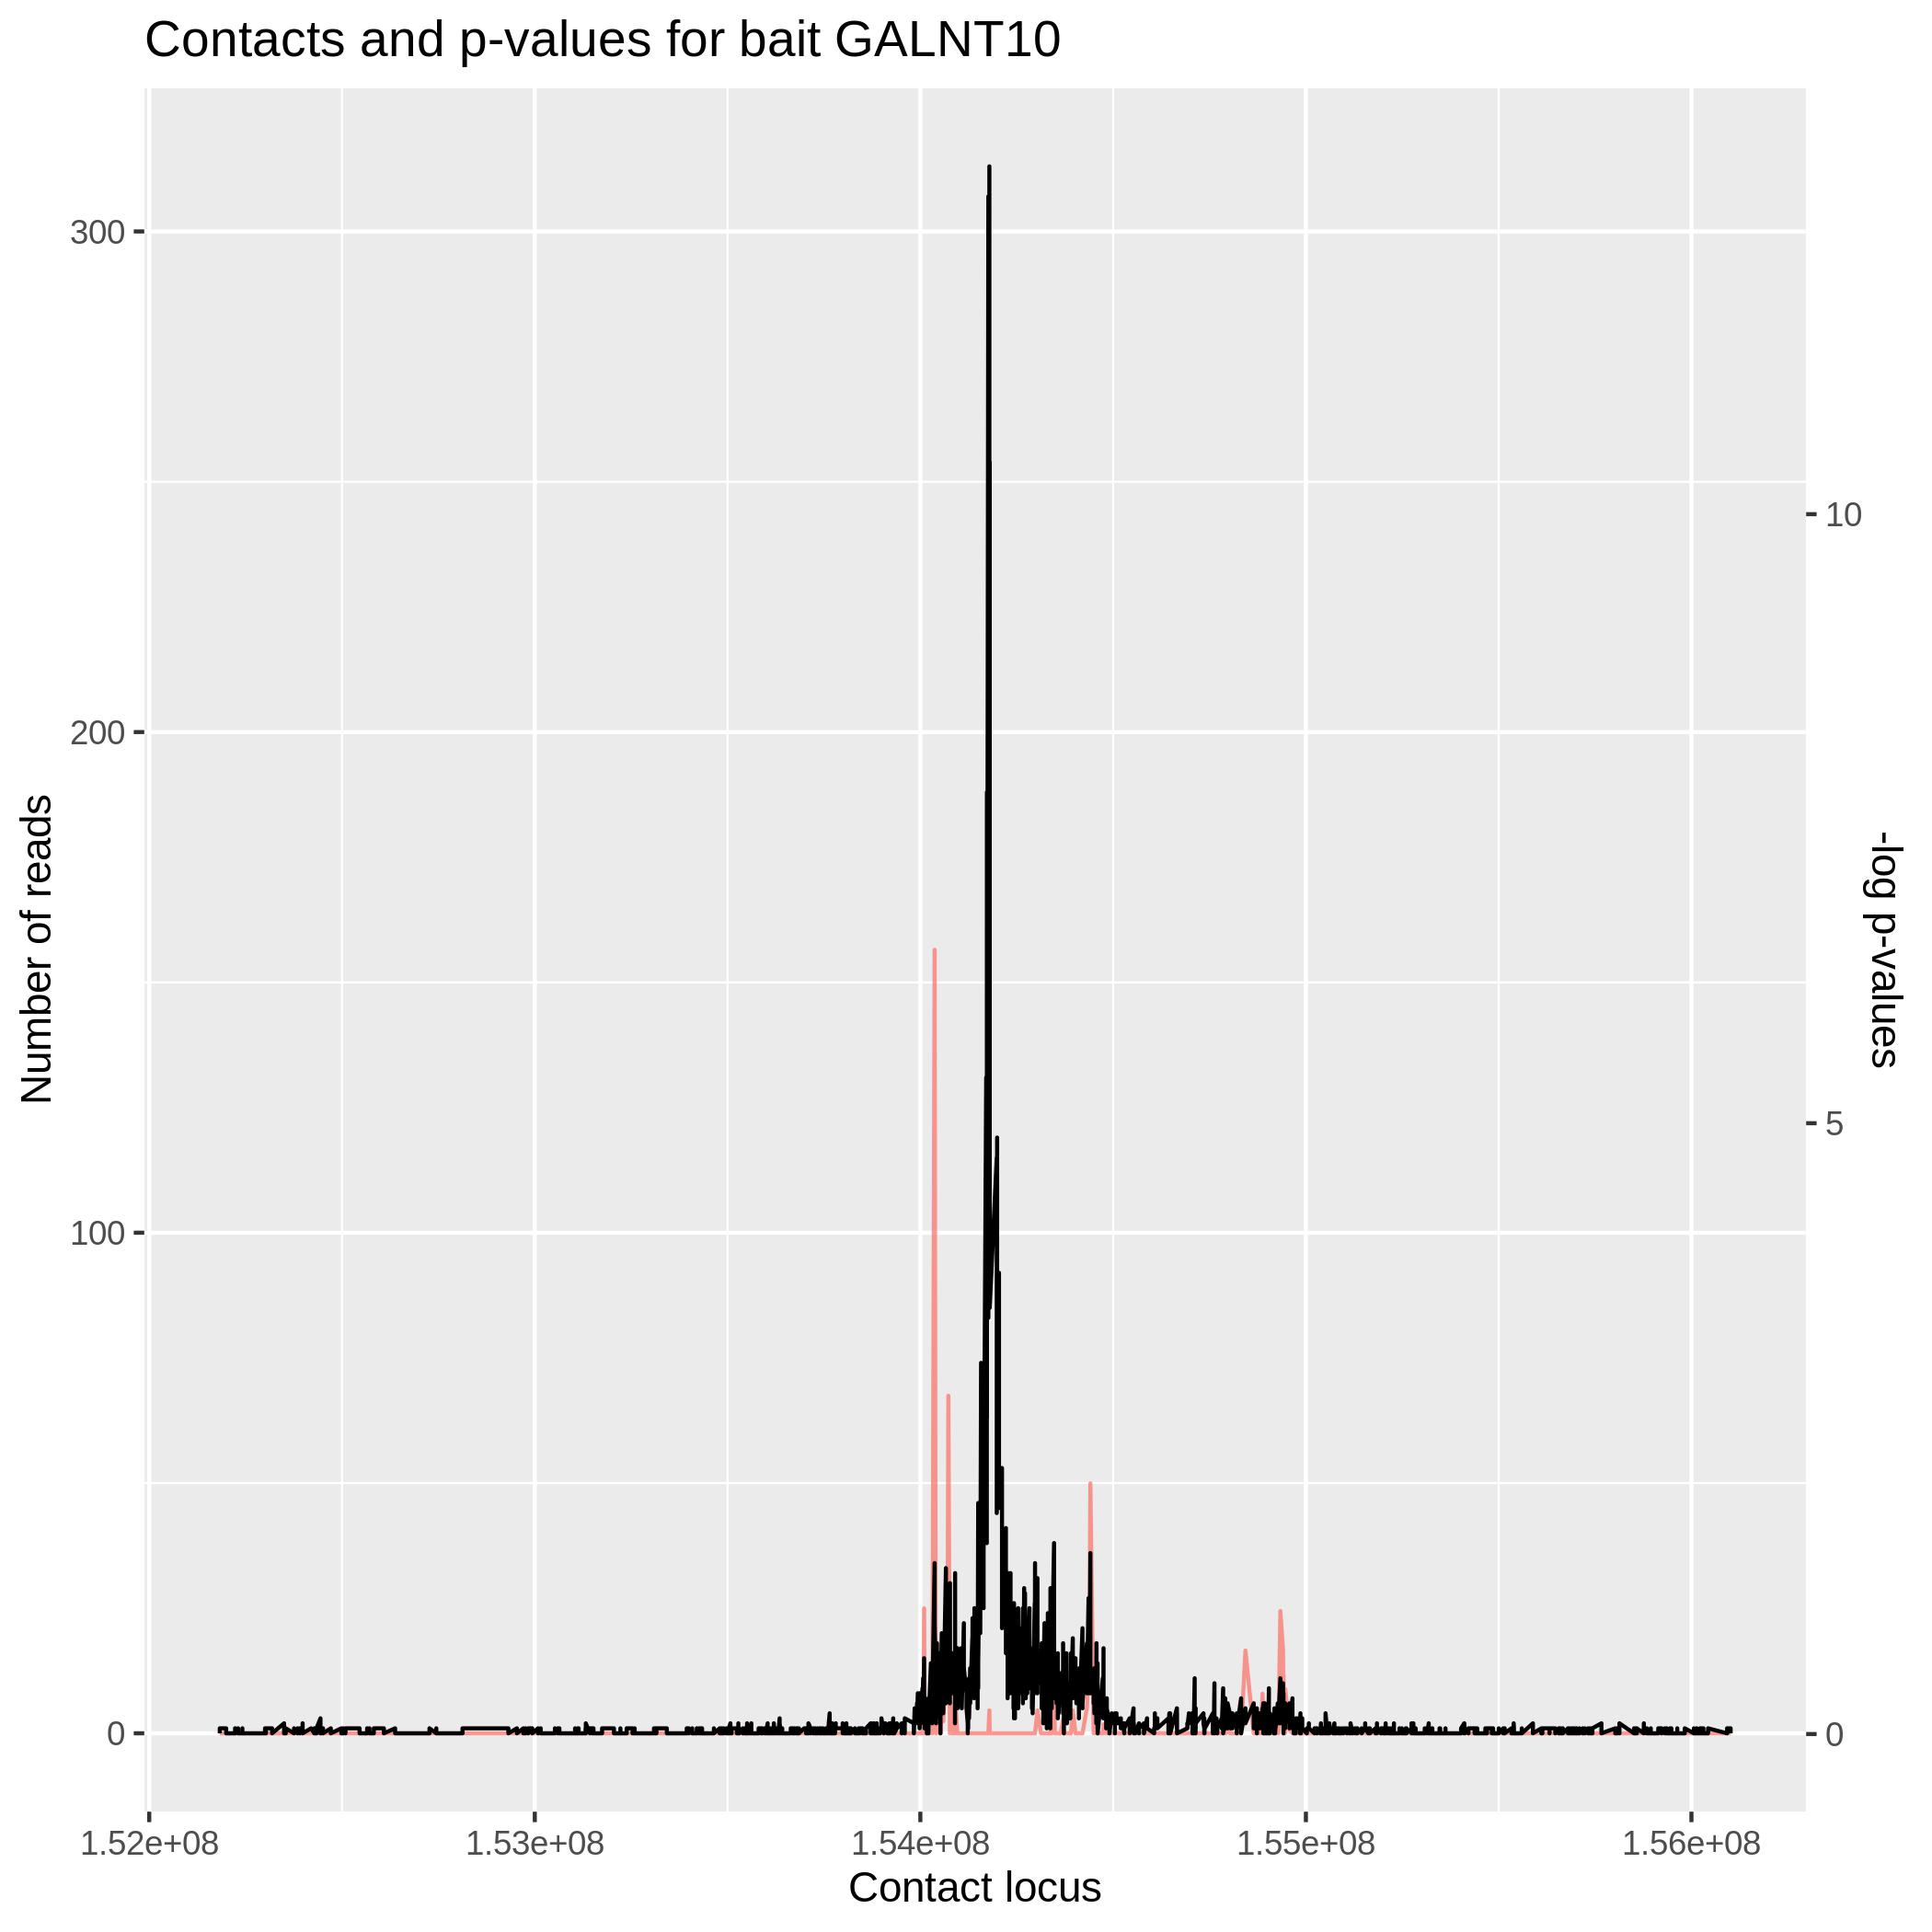 Contacts and p-values for bait GALNT10
300
200
100
0
Number of reads
10
5
0
-log p-values
1.52e+08
1.53e+08
1.54e+08
1.55e+08
1.56e+08
Contact locus